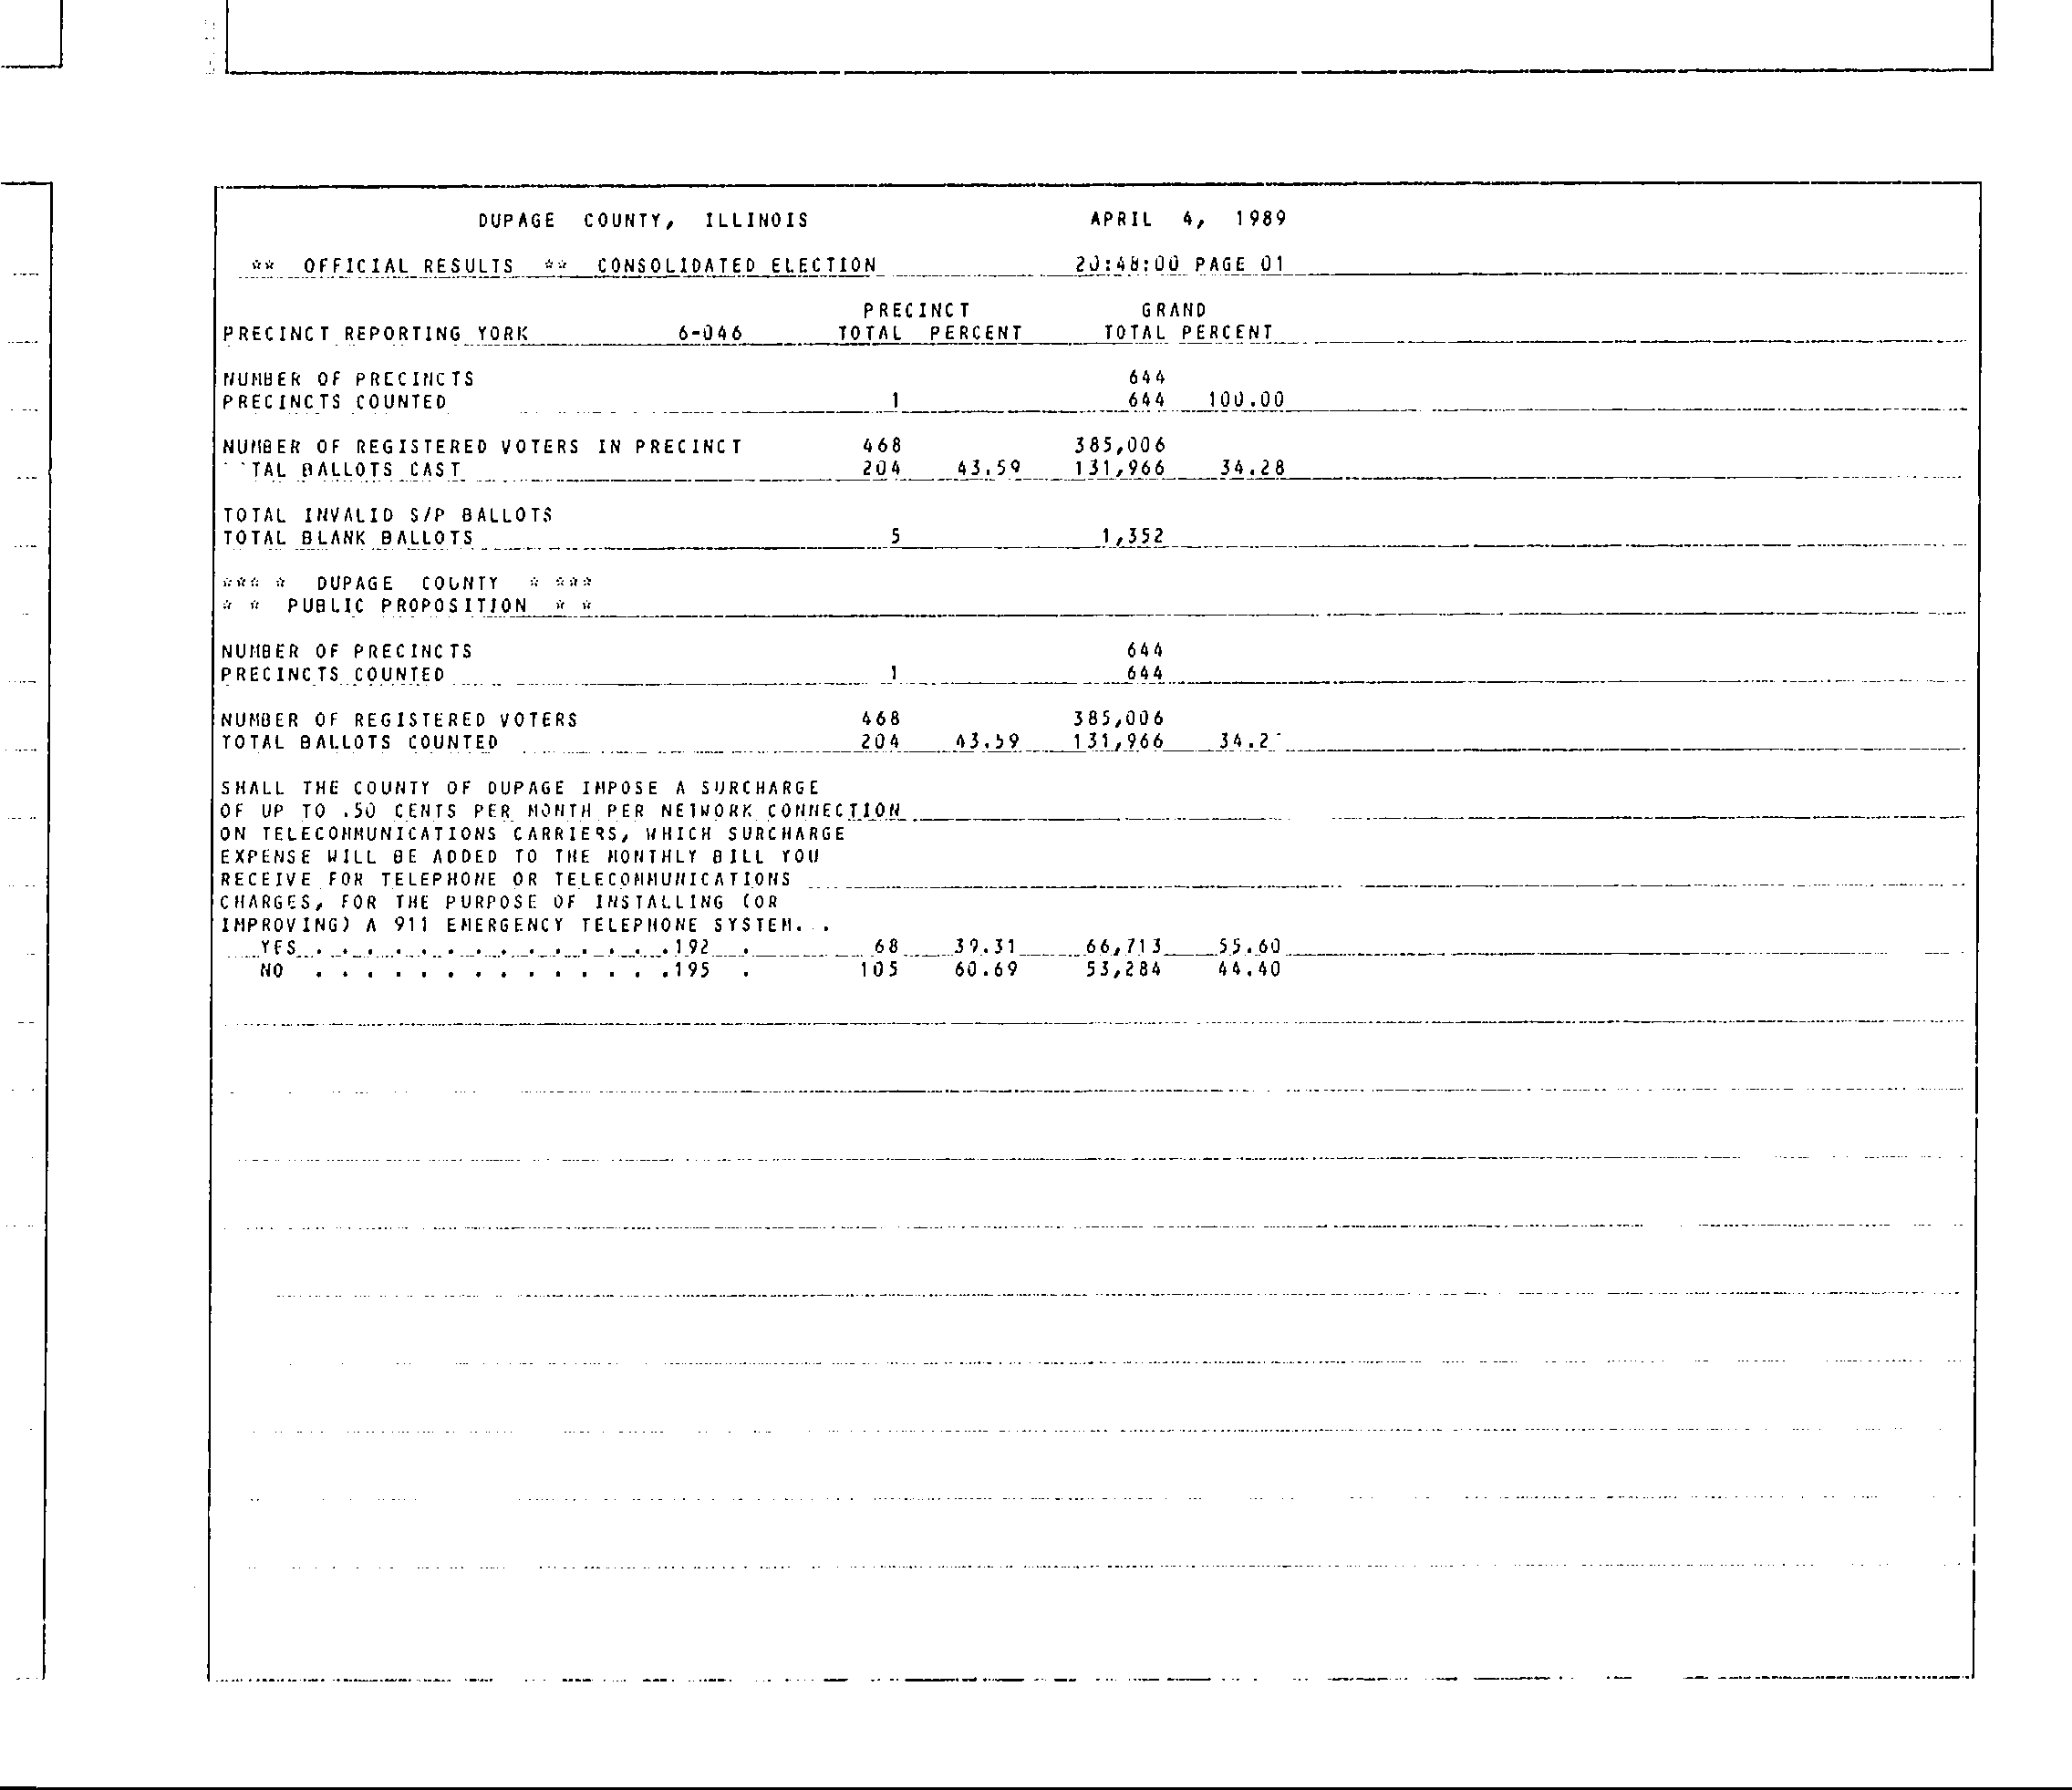 DUPAGE COUNTY, ILLINOIS APRIL 4, 1989
** OFFICIAL RESULTS ** CONSOLIDATED ELECTION 20:48:00 PAGE 01
PRECINCT GRAND
PRECINCT REPORTING YORK 6-046 TOTAL PERCENT TOTAL PERCENT
NUMBER OF PRECINCTS 644
PRECINCTS COUNTED 1 644 100.00
NUMBER OF REGISTERED VOTERS IN PRECINCT 468 385,006
TAL BALLOTS CAST 204 43.59 131,966 34.28
TOTAL INVALID S/P BALLOTS
TOTAL BLANK BALLOTS 5 1,352
*** * DUPAGE COUNTY * ***
* * PUBLIC PROPOSITION * *
NUMBER OF PRECINCTS 644
PRECINCTS COUNTED 1 644
NUMBER OF REGISTERED VOTERS 468 385,006
TOTAL BALLOTS COUNTED 204 43.59 131,966 34.2
SHALL THE COUNTY OF DUPAGE IMPOSE A SURCHARGE
OF UP TO .50 CENTS PER MONTH PER NETWORK CONNECTION
ON TELECOMMUNICATIONS CARRIERS, WHICH SURCHARGE
EXPENSE WILL BE ADDED TO THE MONTHLY BILL YOU
RECEIVE FOR TELEPHONE OR TELECOMMUNICATIONS
CHARGES, FOR THE PURPOSE OF INSTALLING (OR
IMPROVING) A 911 EMERGENCY TELEPHONE SYSTEM. .
YES . . . . . . . . . . . . . . .192 . 68 39.31 66,713 55.60
NO . . . . . . . . . . . . . . .195 . 105 60.69 53,284 44.40